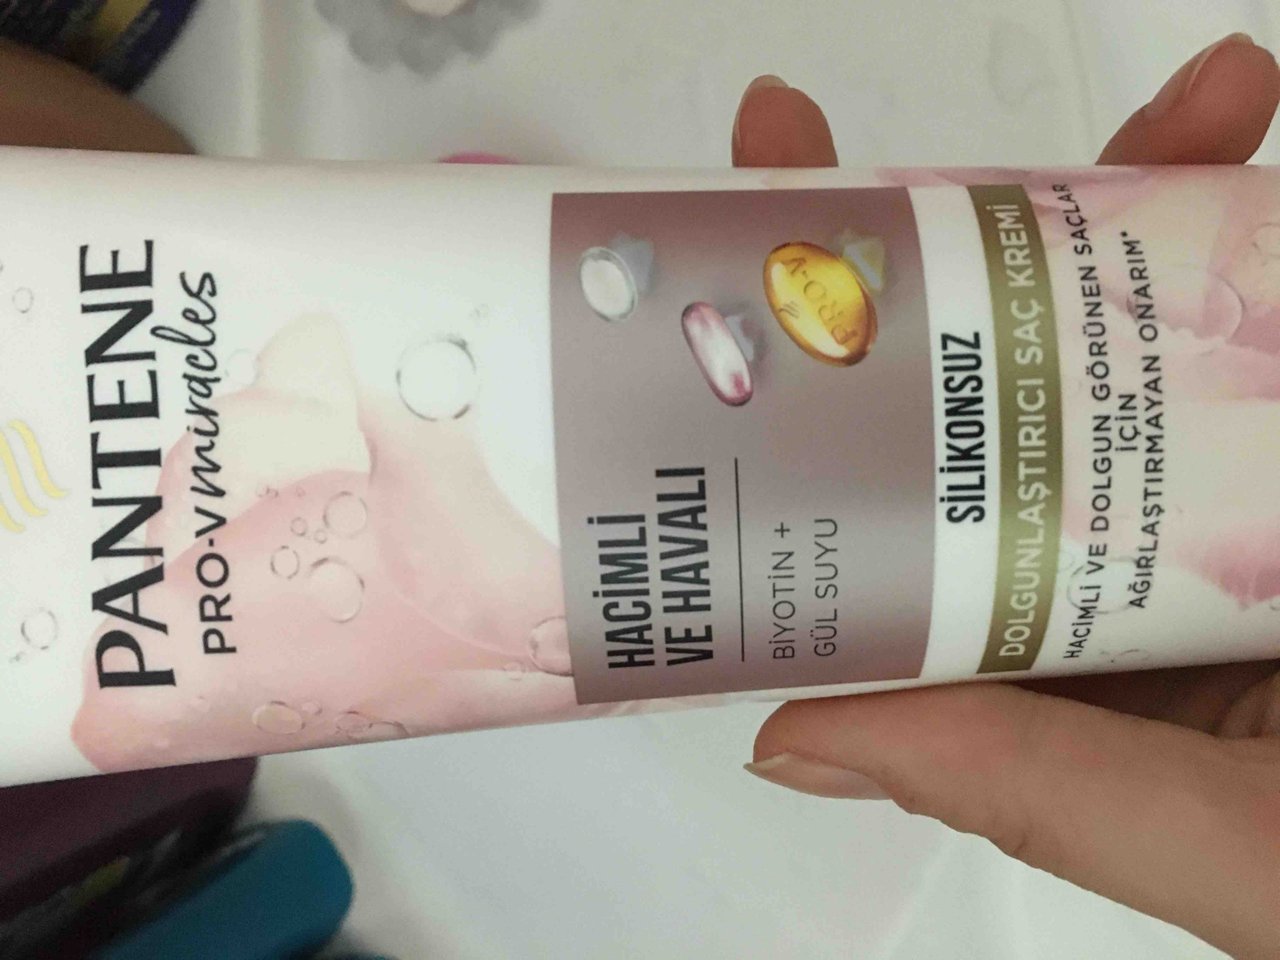 PANTENE
PRO-V miracles
HACİMLİ
VE HAVALI
BİYOTİN +
GÜL SUYU
PRO-V
SİLİKONSUZ
DOLGUNLAŞTIRICI SAÇ KREMİ
HACİMLİ VE DOLGUN GÖRÜNEN SAÇLAR
İÇİN
AĞIRLAŞTIRMAYAN ONARIM*